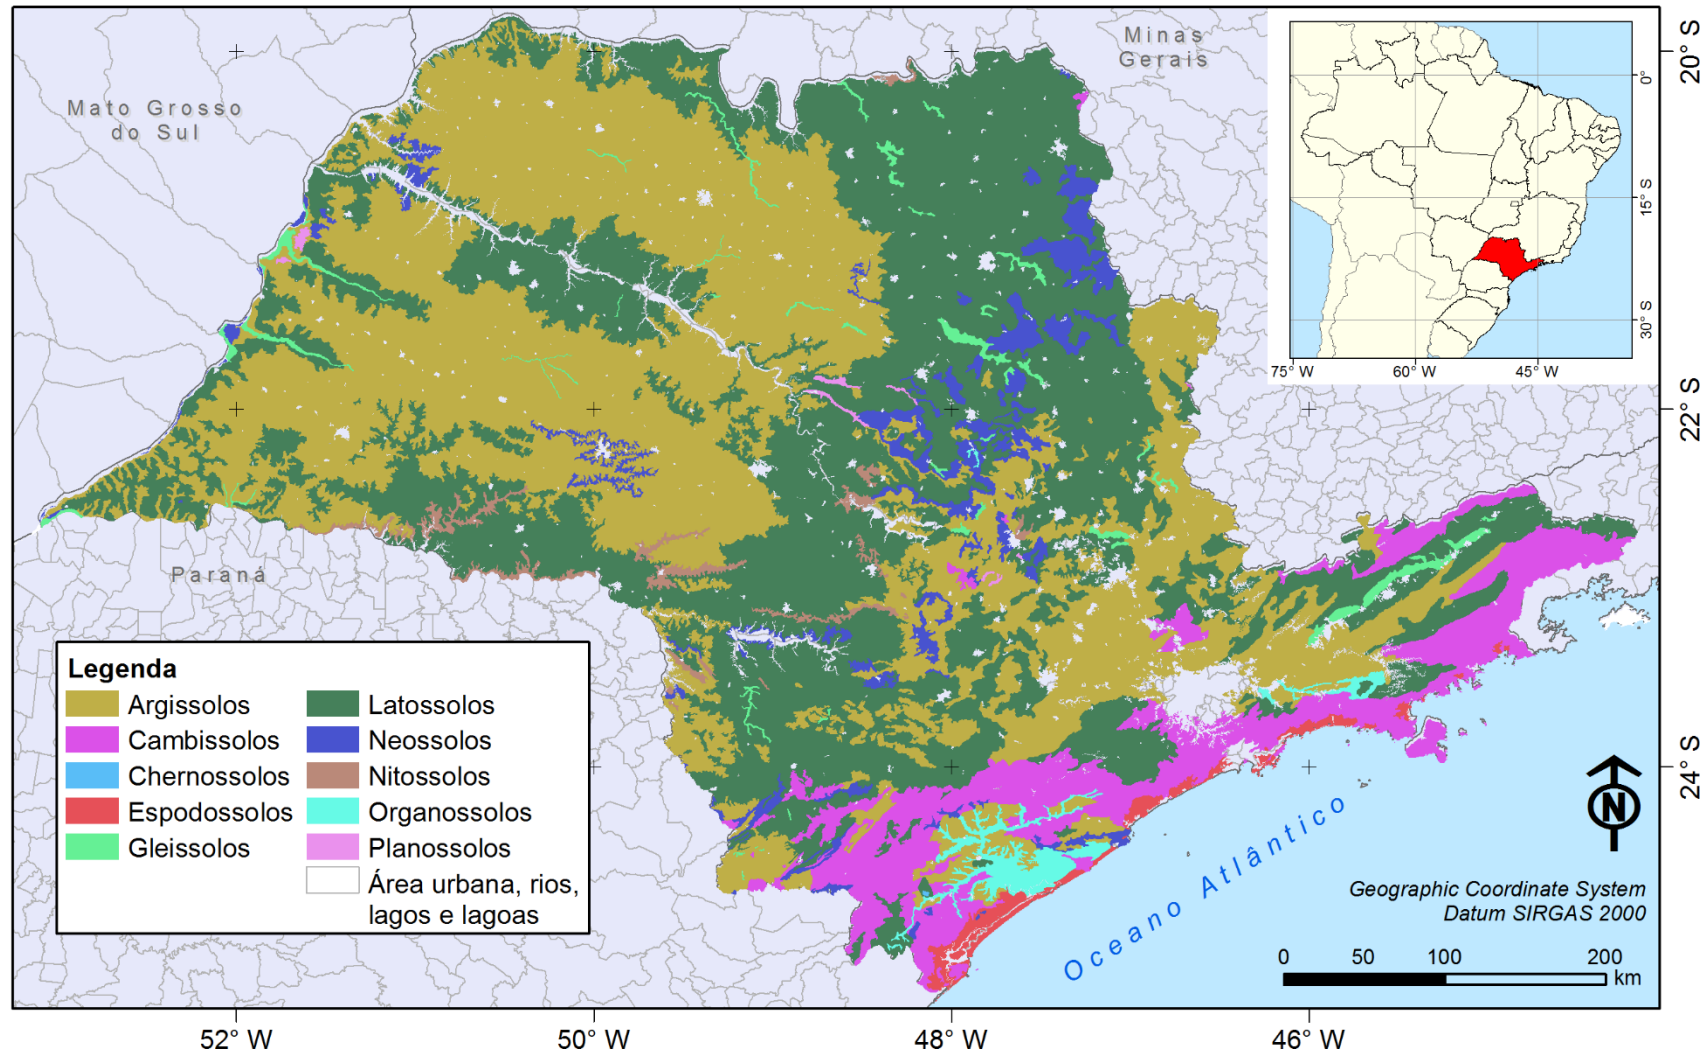 Minas
Gerais
Mato Grosso
do Sul
Paraná
20° S
22° S
24° S
52° W
50° W
48° W
46° W
0°
15° S
30° S
75° W
60° W
45° W
Legenda
Argissolos
Cambissolos
Chernossolos
Espodossolos
Gleissolos
Latossolos
Neossolos
Nitossolos
Organossolos
Planossolos
Área urbana, rios,
lagos e lagoas
Oceano Atlântico
N
Geographic Coordinate System
Datum SIRGAS 2000
0 50 100 200
km